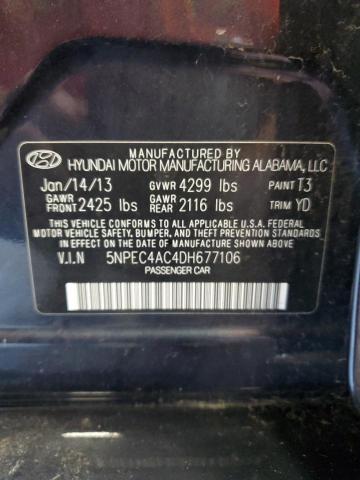 MANUFACTURED BY
HYUNDAI MOTOR MANUFACTURING ALABAMA, LLC
Jan/14/13 GVWR 4299 lbs PAINT T3
GAWR FRONT 2425 lbs GAWR REAR 2116 lbs TRIM YD
THIS VEHICLE CONFORMS TO ALL APPLICABLE U.S.A. FEDERAL
MOTOR VEHICLE SAFETY, BUMPER, AND THEFT PREVENTION
STANDARDS IN EFFECT ON THE DATE OF MANUFACTURE SHOWN ABOVE.
V.I.N 5NPEC4AC4DH677106
PASSENGER CAR